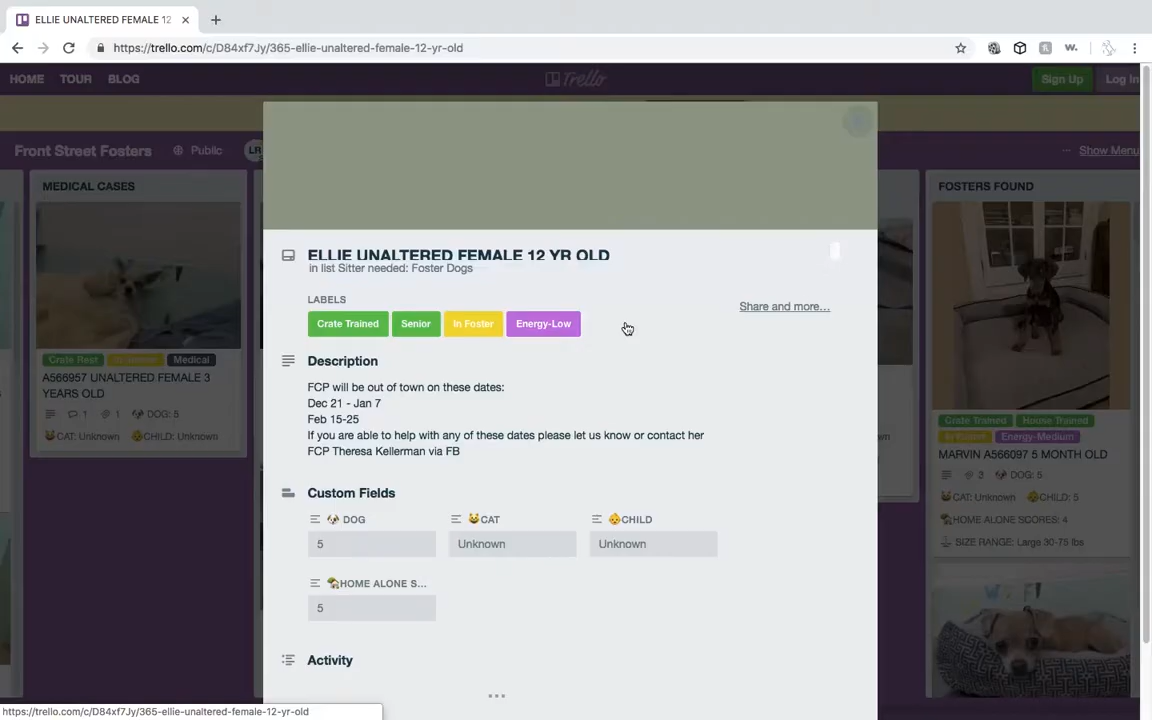 ELLIE UNALTERED FEMALE 12
https://trello.com/c/D84xf7Jy/365-ellie-unaltered-female-12-yr-old
HOME TOUR BLOG
Trello
Sign Up
Log In
Front Street Fosters
Public
LR
... Show Menu
MEDICAL CASES
Crate Rest
Medical
A566957 UNALTERED FEMALE 3
YEARS OLD
1 1 DOG: 5
CAT: Unknown CHILD: Unknown
ELLIE UNALTERED FEMALE 12 YR OLD
in list Sitter needed: Foster Dogs
LABELS
Crate Trained Senior In Foster Energy-Low
Share and more...
Description
FCP will be out of town on these dates:
Dec 21 - Jan 7
Feb 15-25
If you are able to help with any of these dates please let us know or contact her
FCP Theresa Kellerman via FB
Custom Fields
🐶 DOG 😺CAT 👶CHILD
5 Unknown Unknown
🏡HOME ALONE S...
5
Activity
...
FOSTERS FOUND
Crate Trained House Trained
Energy-Medium
MARVIN A566097 5 MONTH OLD
3 DOG: 5
CAT: Unknown CHILD: 5
HOME ALONE SCORES: 4
SIZE RANGE: Large 30-75 lbs
https://trello.com/c/D84xf7Jy/365-ellie-unaltered-female-12-yr-old